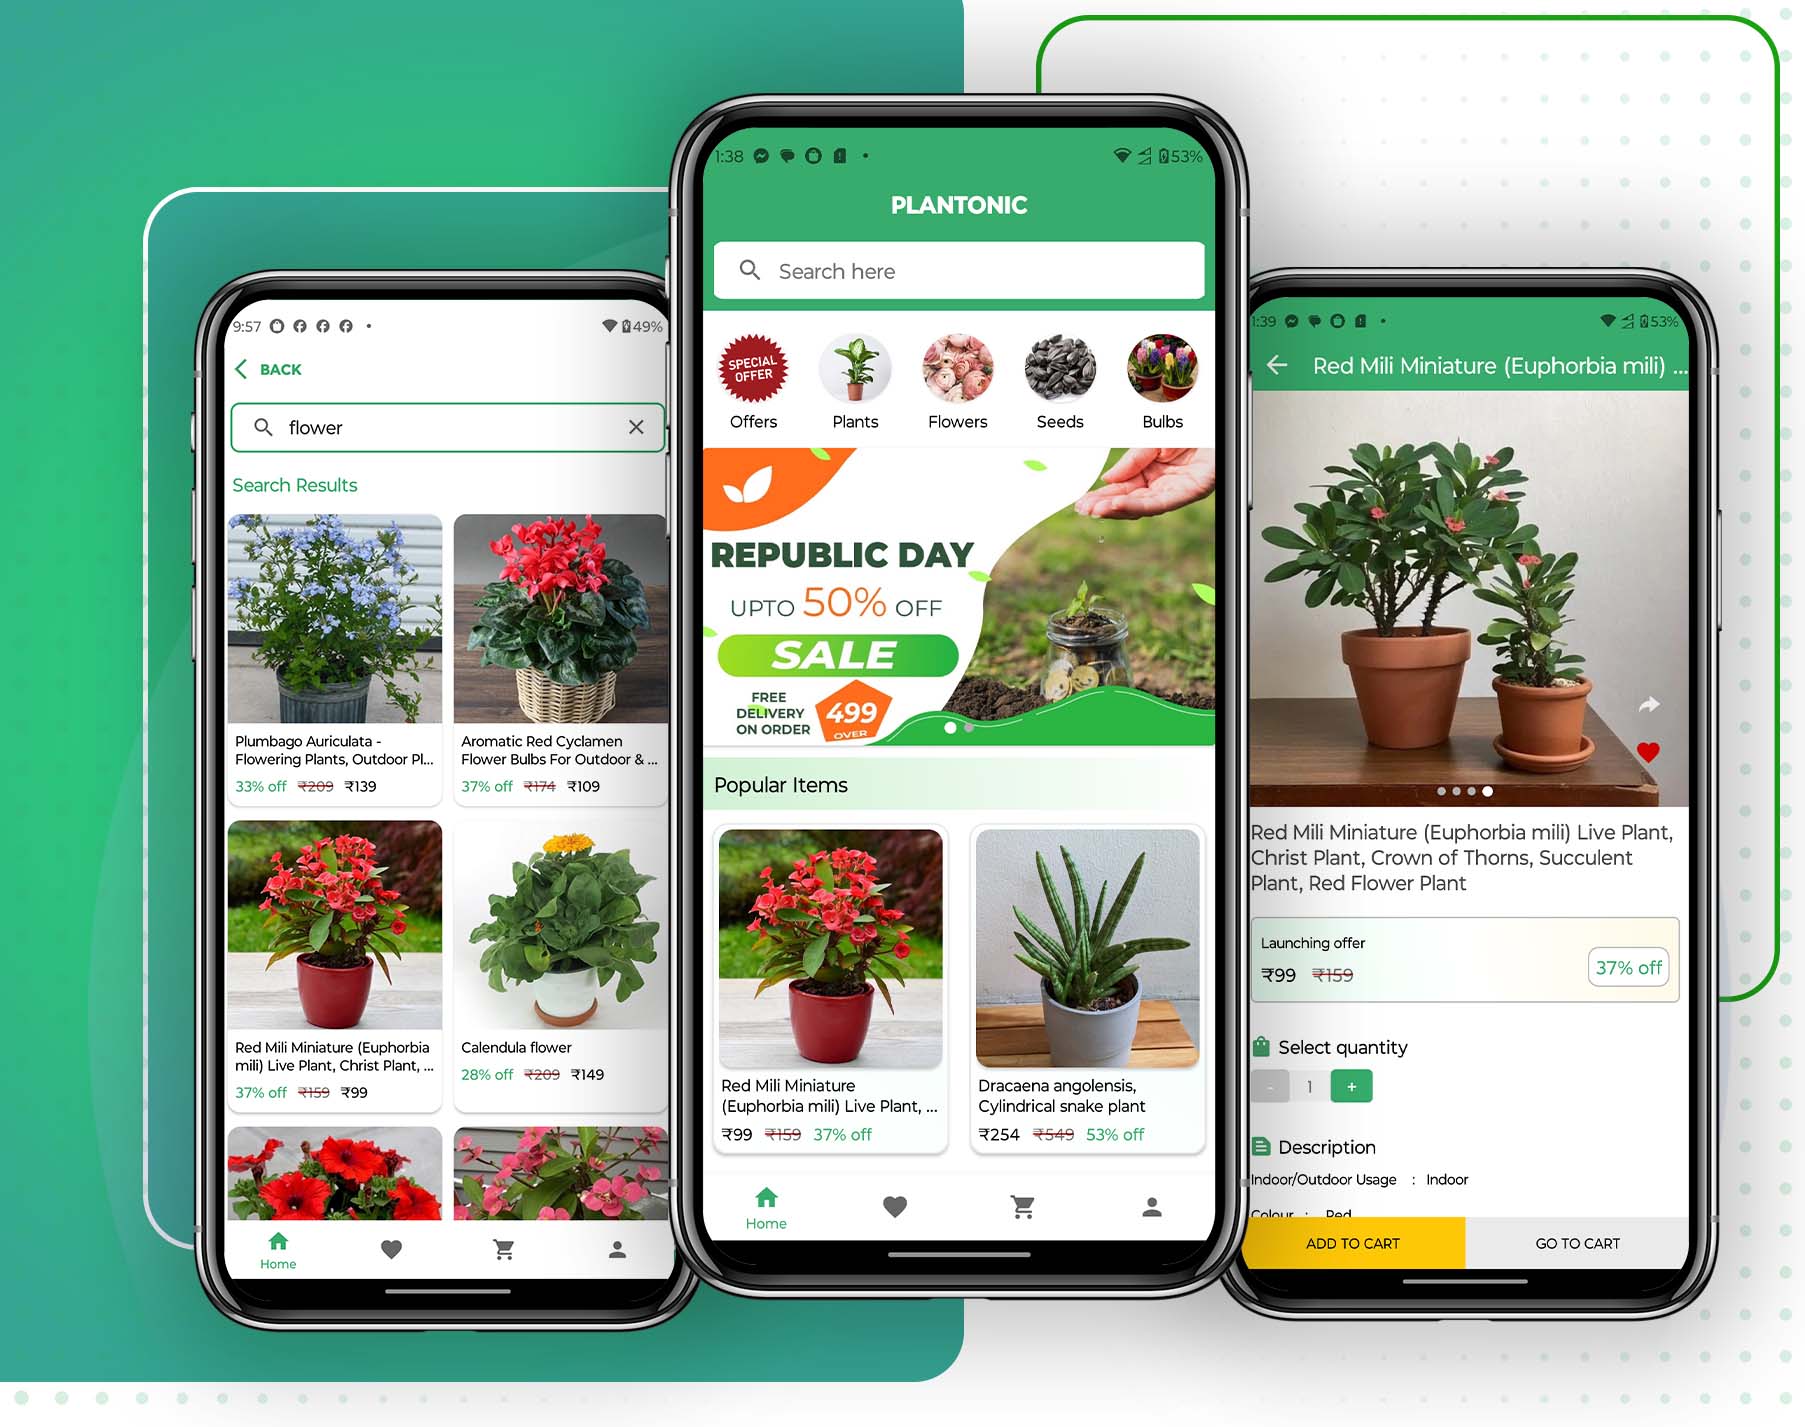 9:57
49%
BACK
flower
Search Results
Plumbago Auriculata -
Flowering Plants, Outdoor Pl...
33% off ₹209 ₹139
Aromatic Red Cyclamen
Flower Bulbs For Outdoor & ...
37% off ₹174 ₹109
Red Mili Miniature (Euphorbia
mili) Live Plant, Christ Plant, ...
37% off ₹159 ₹99
Calendula flower
28% off ₹209 ₹149
Home
1:38
53%
PLANTONIC
Search here
SPECIAL
OFFER
Offers
Plants
Flowers
Seeds
Bulbs
REPUBLIC DAY
UPTO 50% OFF
SALE
FREE
DELIVERY
ON ORDER
499
OVER
Popular Items
Red Mili Miniature
(Euphorbia mili) Live Plant, ...
₹99 ₹159 37% off
Dracaena angolensis,
Cylindrical snake plant
₹254 ₹549 53% off
Home
1:39
53%
Red Mili Miniature (Euphorbia mili) ...
Red Mili Miniature (Euphorbia mili) Live Plant,
Christ Plant, Crown of Thorns, Succulent
Plant, Red Flower Plant
Launching offer
₹99 ₹159
37% off
Select quantity
- 1 +
Description
Indoor/Outdoor Usage : Indoor
Colour : Red
ADD TO CART
GO TO CART